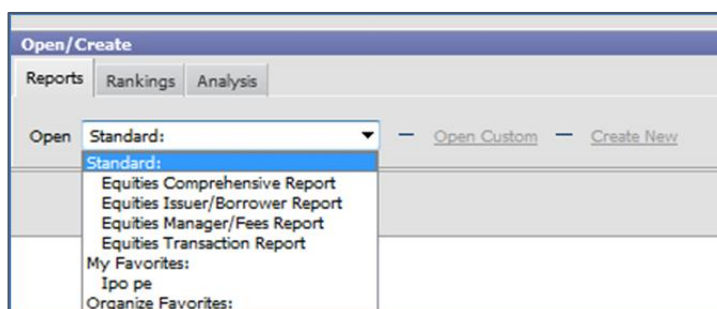 Open/Create
Reports Rankings Analysis
Open Standard: — Open Custom — Create New
Standard:
Equities Comprehensive Report
Equities Issuer/Borrower Report
Equities Manager/Fees Report
Equities Transaction Report
My Favorites:
Ipo pe
Organize Favorites: